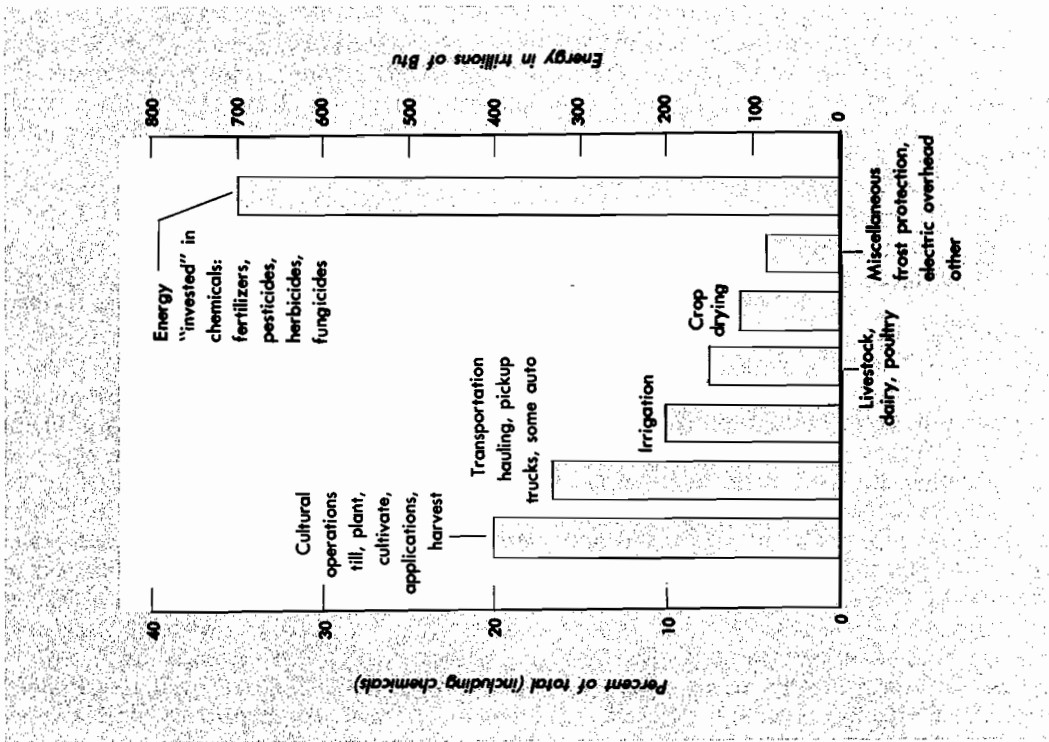 Percent of total (including chemicals)
40
30
20
10
0
Cultural
operations
till, plant,
cultivate,
applications,
harvest
Transportation
hauling, pickup
trucks, some auto
Irrigation
Livestock,
dairy, poultry
Crop
drying
Miscellaneous
frost protection,
electric overhead
other
Energy
"invested" in
chemicals:
fertilizers,
pesticides,
herbicides,
fungicides
800
700
600
500
400
300
200
100
0
Energy in trillions of Btu